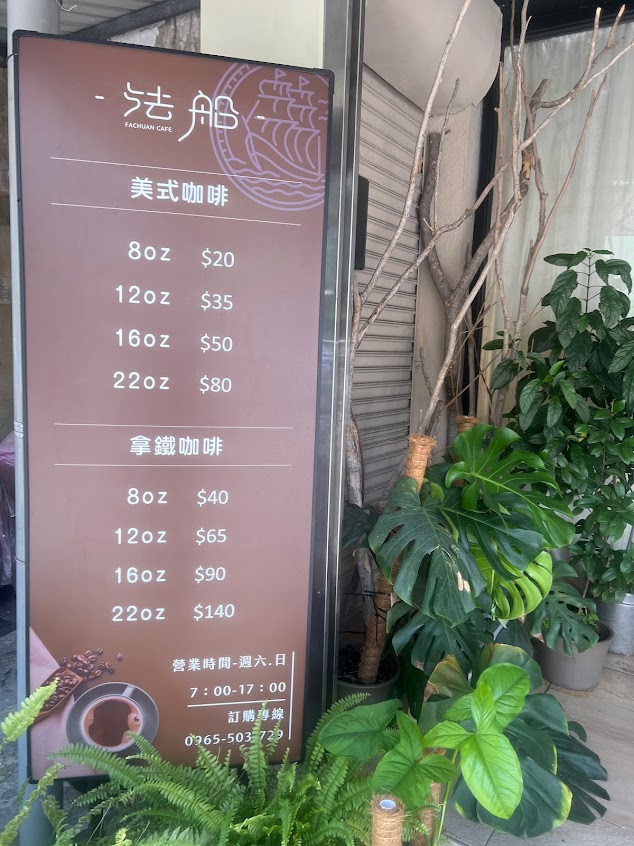 - 法船 -
FACHUAN CAFE
美式咖啡
8oz $20
12oz $35
16oz $50
22oz $80
拿鐵咖啡
8oz $40
12oz $65
16oz $90
22oz $140
營業時間-週六.日
7：00-17：00
訂購專線
0965-503729